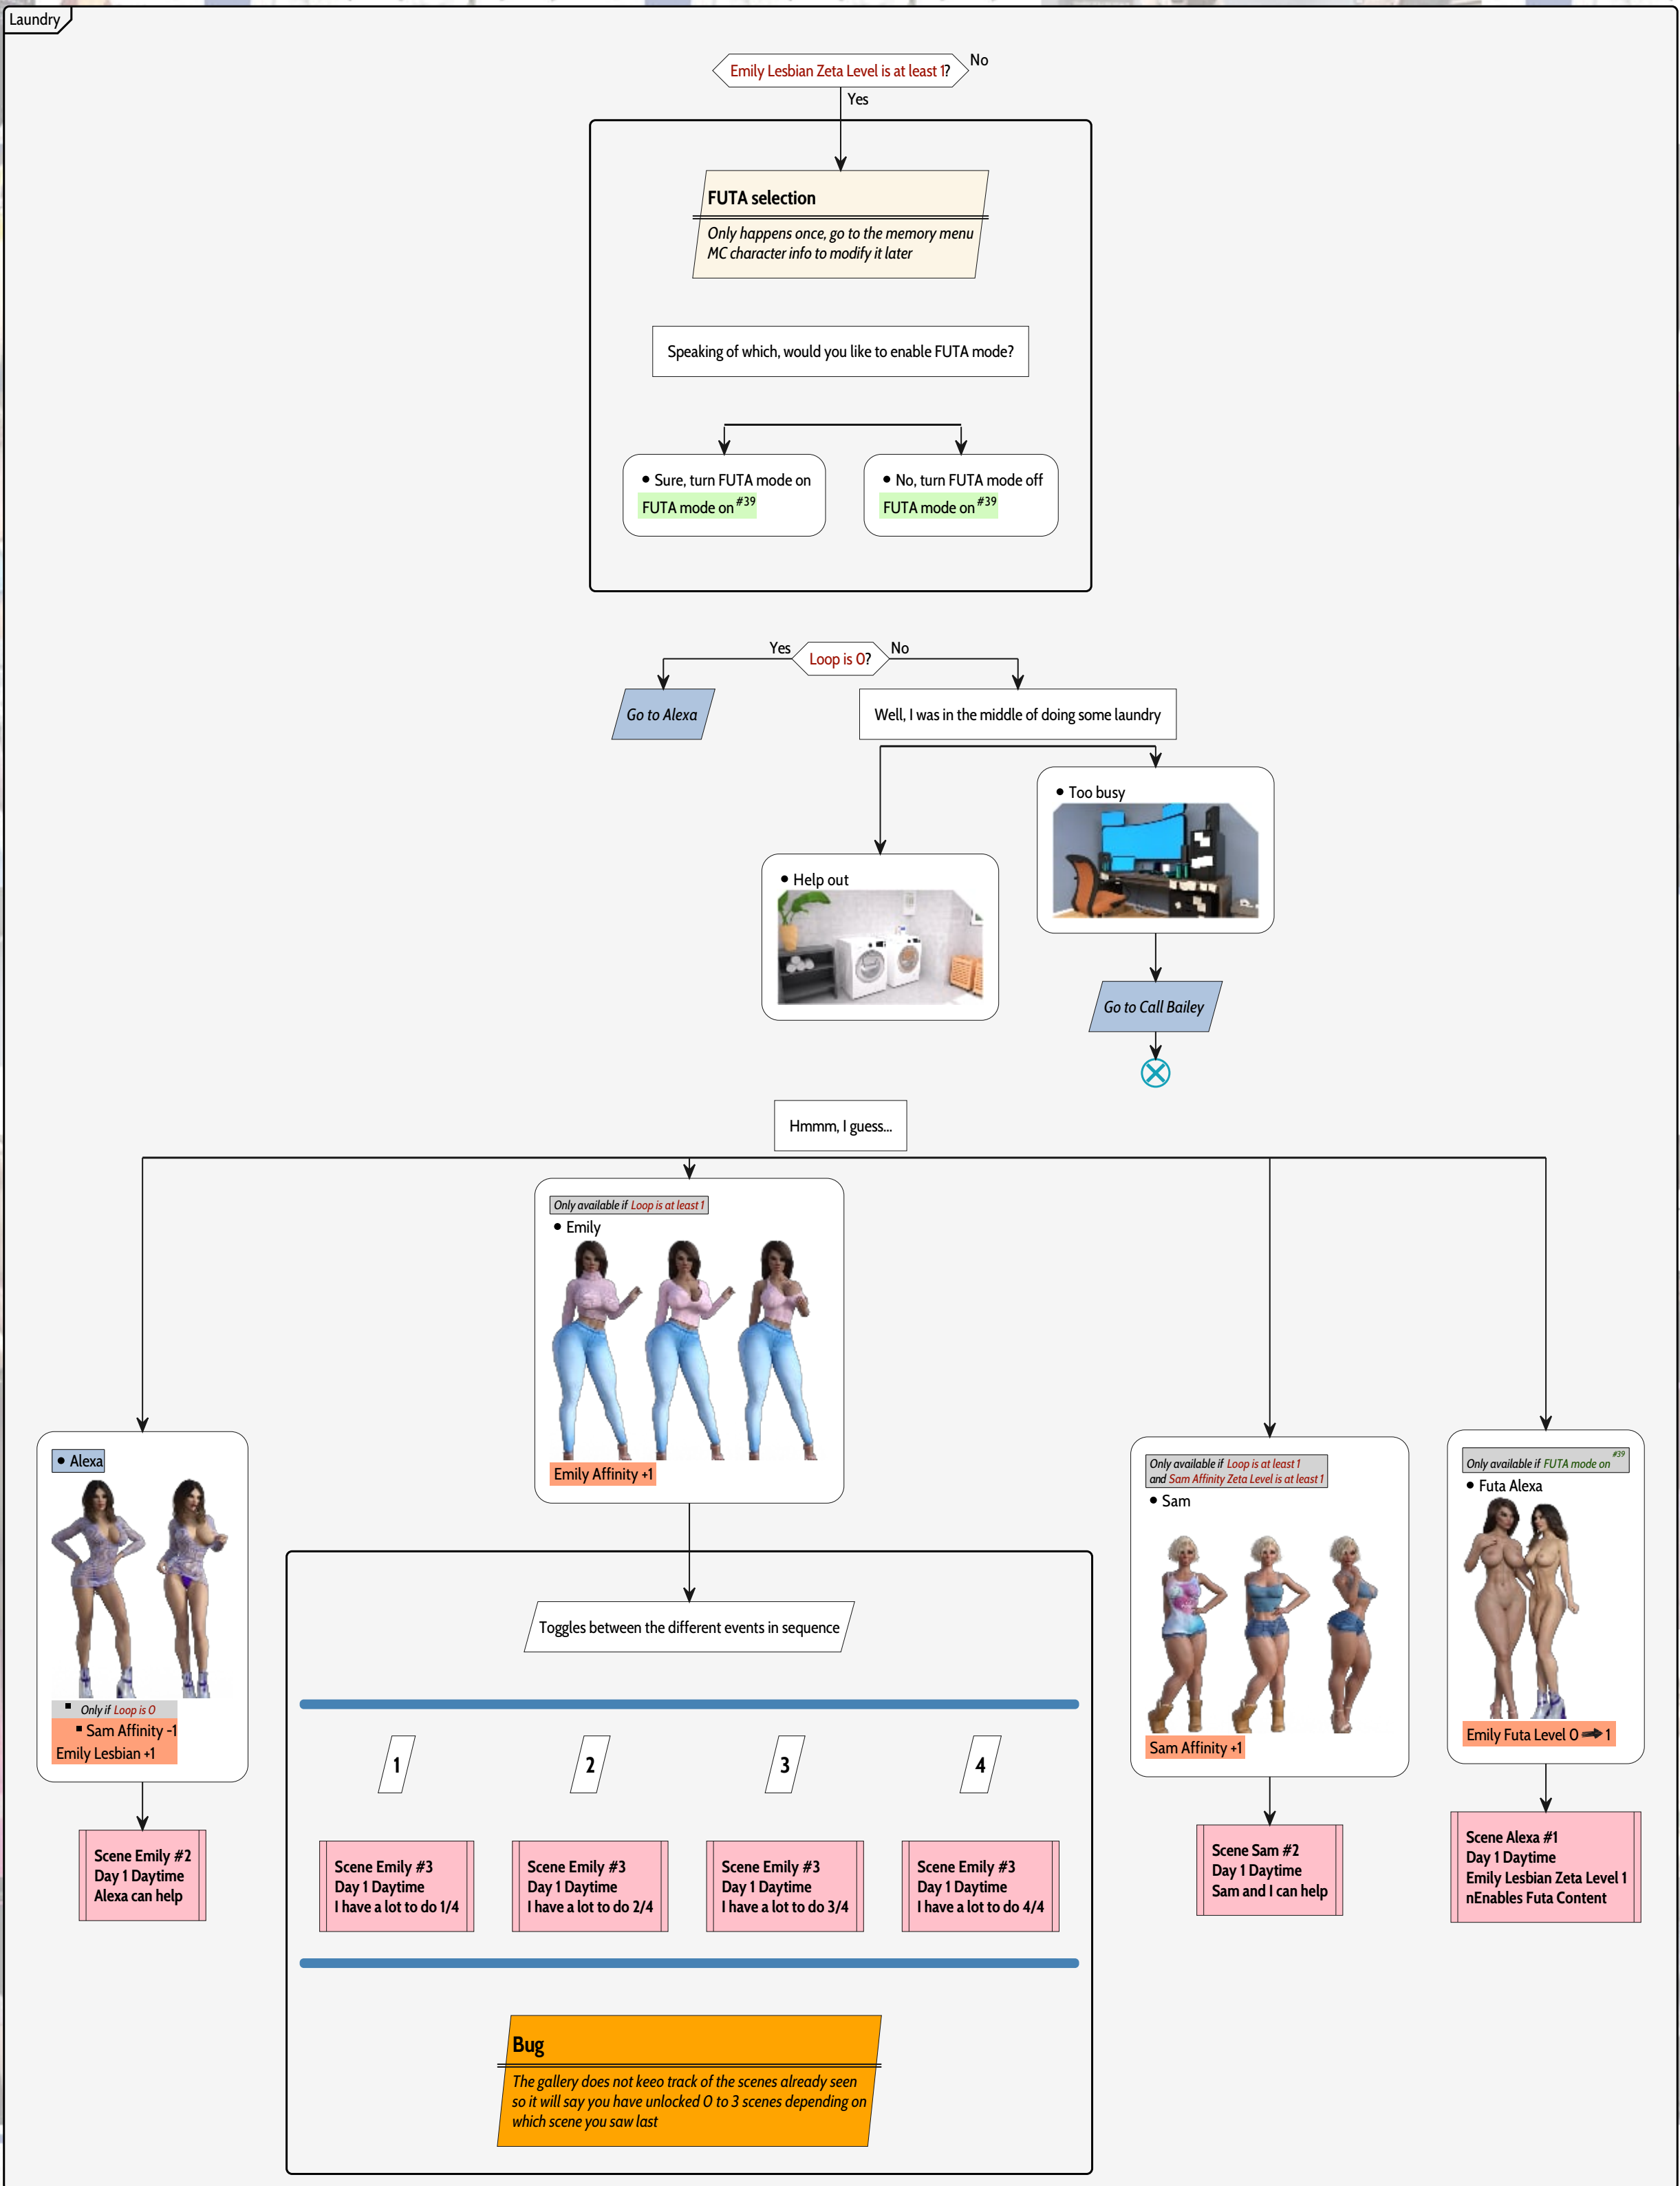 Laundry
Emily Lesbian Zeta Level is at least 1?
No
Yes
FUTA selection
Only happens once, go to the memory menu
MC character info to modify it later
Speaking of which, would you like to enable FUTA mode?
• Sure, turn FUTA mode on
FUTA mode on #39
• No, turn FUTA mode off
FUTA mode on #39
Yes
Loop is 0?
No
Go to Alexa
Well, I was in the middle of doing some laundry
• Too busy
• Help out
Go to Call Bailey
Hmmm, I guess...
Only available if Loop is at least 1
• Emily
Emily Affinity +1
• Alexa
▪ Only if Loop is 0
▪ Sam Affinity -1
Emily Lesbian +1
Only available if Loop is at least 1
and Sam Affinity Zeta Level is at least 1
• Sam
Sam Affinity +1
Only available if FUTA mode on #39
• Futa Alexa
Emily Futa Level 0 ➡ 1
Toggles between the different events in sequence
1
2
3
4
Scene Emily #2
Day 1 Daytime
Alexa can help
Scene Emily #3
Day 1 Daytime
I have a lot to do 1/4
Scene Emily #3
Day 1 Daytime
I have a lot to do 2/4
Scene Emily #3
Day 1 Daytime
I have a lot to do 3/4
Scene Emily #3
Day 1 Daytime
I have a lot to do 4/4
Scene Sam #2
Day 1 Daytime
Sam and I can help
Scene Alexa #1
Day 1 Daytime
Emily Lesbian Zeta Level 1
nEnables Futa Content
Bug
The gallery does not keeo track of the scenes already seen
so it will say you have unlocked 0 to 3 scenes depending on
which scene you saw last